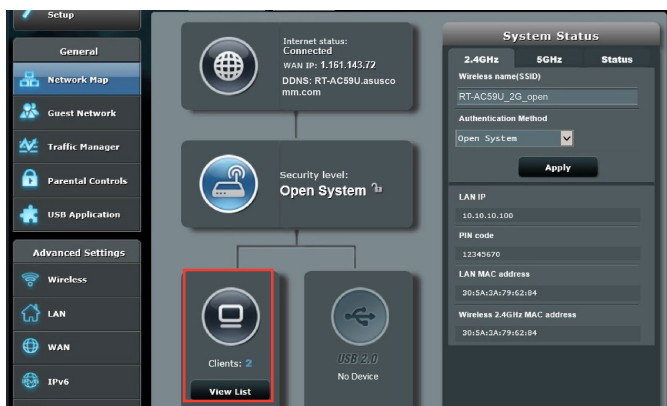 Setup
General
Network Map
Guest Network
Traffic Manager
Parental Controls
USB Application
Advanced Settings
Wireless
LAN
WAN
IPv6
Internet status:
Connected
WAN IP: 1.161.143.72
DDNS: RT-AC59U.asusco
mm.com
Security level:
Open System
Clients: 2
View List
USB 2.0
No Device
System Status
2.4GHz 5GHz Status
Wireless name(SSID)
RT-AC59U_2G_open
Authentication
Method
Open System
Apply
LAN IP
10.10.10.100
PIN code
12345670
LAN MAC address
30:5A:3A:79:62:84
Wireless 2.4GHz MAC address
30:5A:3A:79:62:84